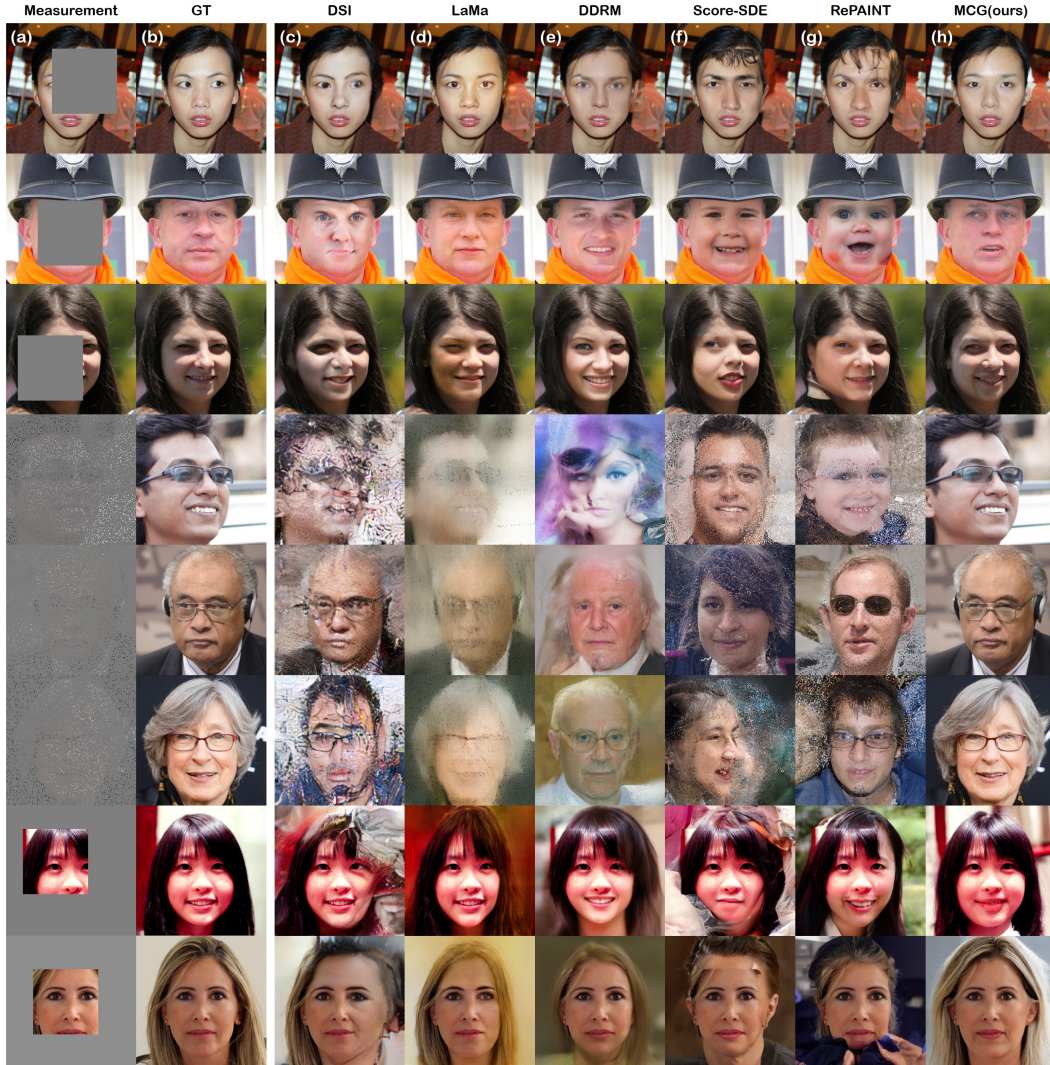 Measurement GT DSI LaMa DDRM Score-SDE RePAINT MCG(ours)
(a) (b) (c) (d) (e) (f) (g) (h)